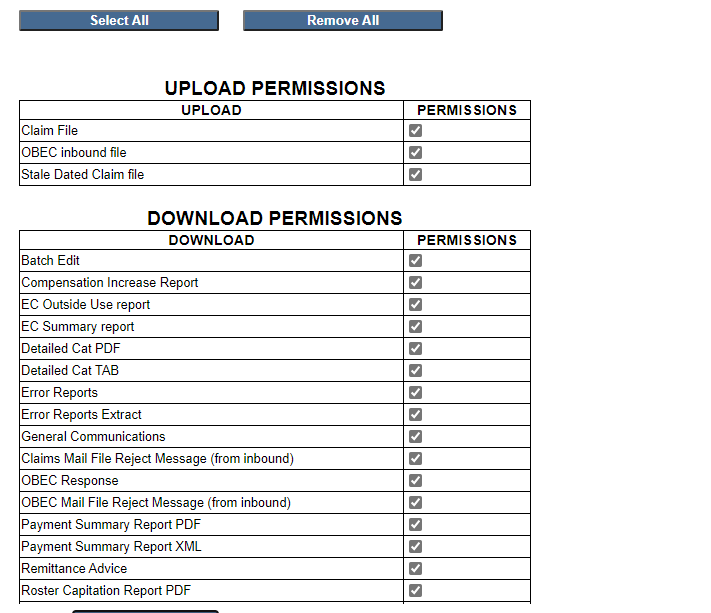 Select All Remove All
UPLOAD PERMISSIONS
UPLOAD PERMISSIONS
Claim File
OBEC inbound file
Stale Dated Claim file
DOWNLOAD PERMISSIONS
DOWNLOAD PERMISSIONS
Batch Edit
Compensation Increase Report
EC Outside Use report
EC Summary report
Detailed Cat PDF
Detailed Cat TAB
Error Reports
Error Reports Extract
General Communications
Claims Mail File Reject Message (from inbound)
OBEC Response
OBEC Mail File Reject Message (from inbound)
Payment Summary Report PDF
Payment Summary Report XML
Remittance Advice
Roster Capitation Report PDF